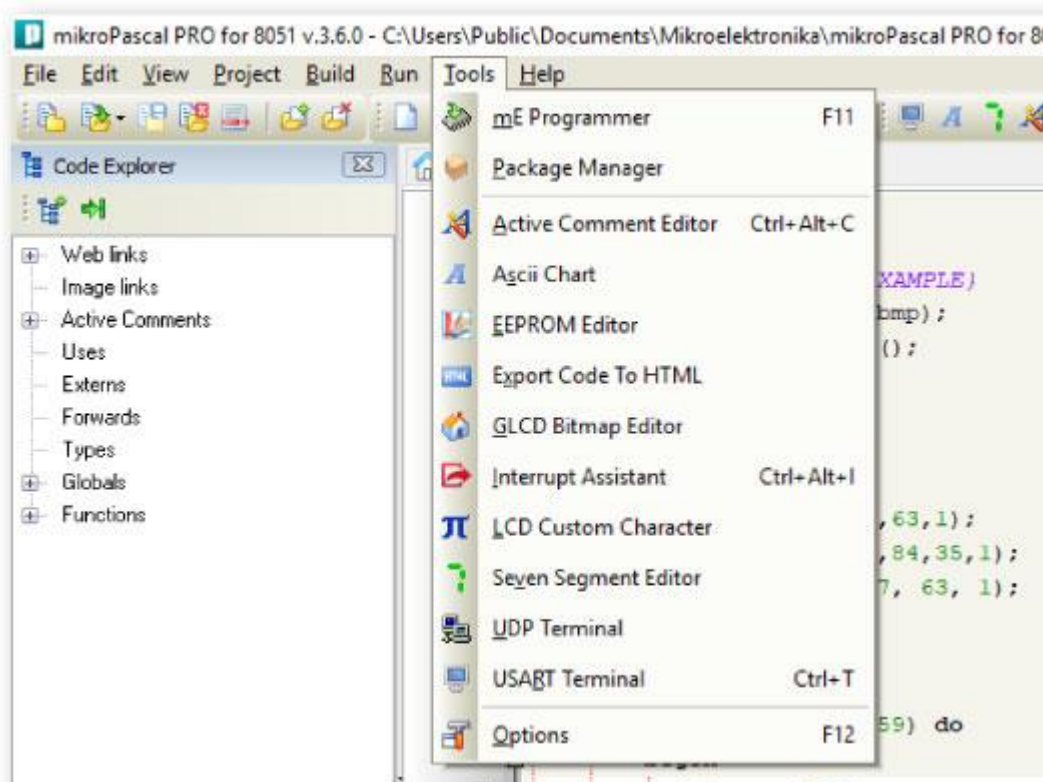 mikroPascal PRO for 8051 v.3.6.0 - C:\Users\Public\Documents\Mikroelektronika\mikroPascal PRO for 8
File Edit View Project Build Run Tools Help
Code Explorer
Web links
Image links
Active Comments
Uses
Externs
Forwards
Types
Globals
Functions
mE Programmer F11
Package Manager
Active Comment Editor Ctrl+Alt+C
Ascii Chart
EEPROM Editor
Export Code To HTML
GLCD Bitmap Editor
Interrupt Assistant Ctrl+Alt+I
LCD Custom Character
Seven Segment Editor
UDP Terminal
USART Terminal Ctrl+T
Options F12
XAMPLE}
bmp);
();
,63,1);
,84,35,1);
7, 63, 1);
59) do